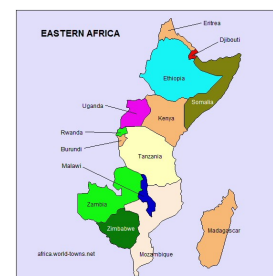 EASTERN AFRICA
Eritrea
Djibouti
Ethiopia
Somalia
Uganda
Kenya
Rwanda
Burundi
Tanzania
Malawi
Zambia
Zimbabwe
Madagascar
Mozambique
africa.world-towns.net